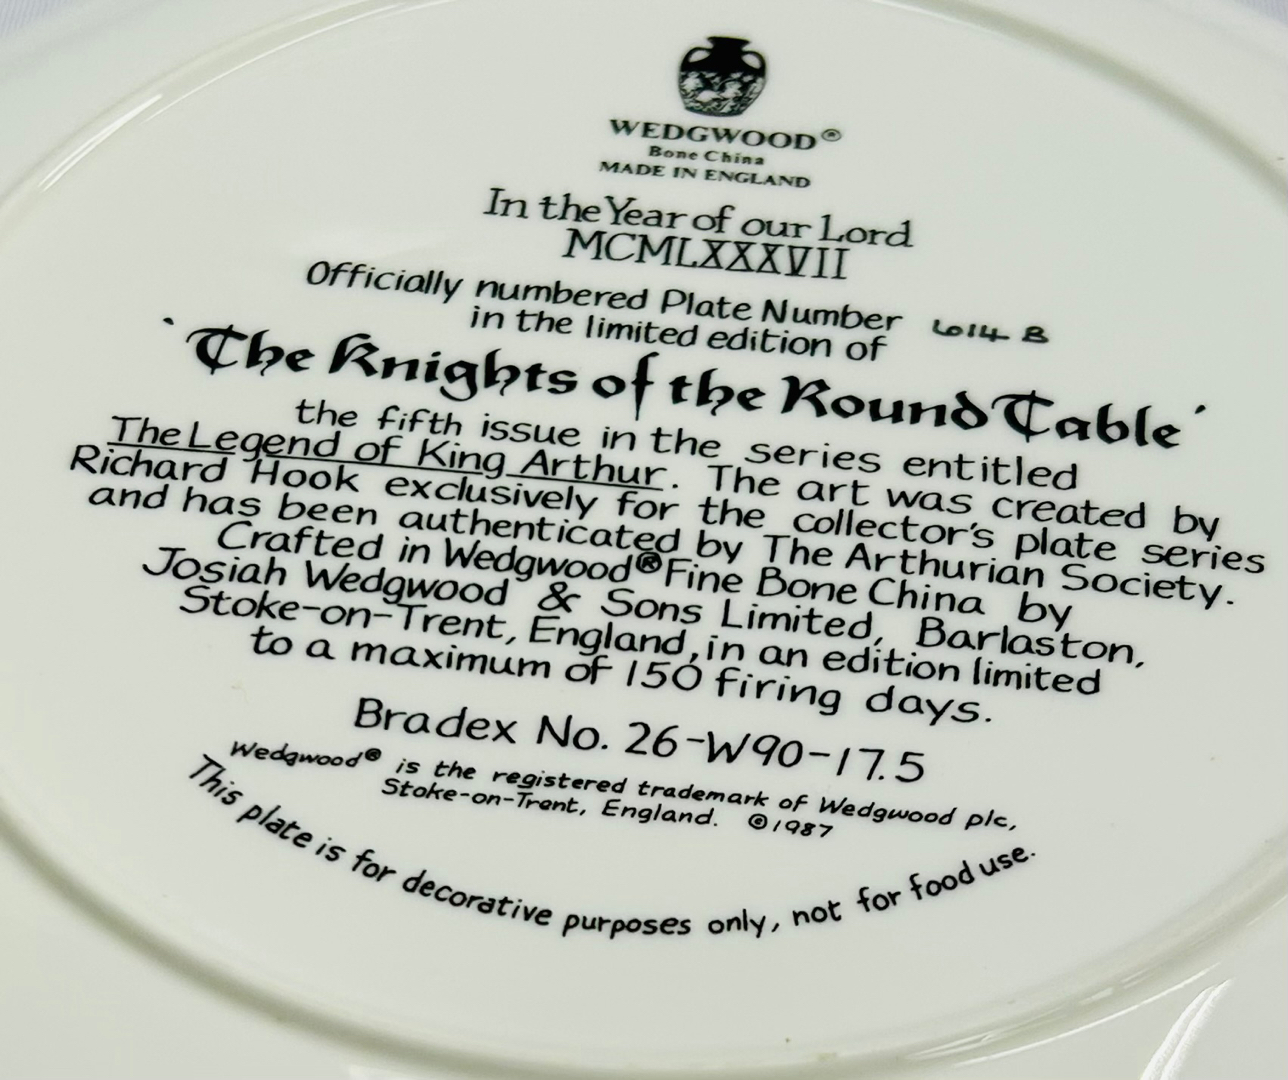 WEDGWOOD®
Bone China
MADE IN ENGLAND
In the Year of our Lord
MCMLXXXVII
Officially numbered Plate Number 6014 B
in the limited edition of
'The Knights of the Round Table'
the fifth issue in the series entitled
The Legend of King Arthur. The art was created by
Richard Hook exclusively for the collector's plate series
and has been authenticated by The Arthurian Society.
Crafted in Wedgwood® Fine Bone China by
Josiah Wedgwood & Sons Limited, Barlaston,
Stoke-on-Trent, England, in an edition limited
to a maximum of 150 firing days.
Bradex No. 26-W90-17.5
Wedgwood® is the registered trademark of Wedgwood plc,
Stoke-on-Trent, England. ©1987
This plate is for decorative purposes only, not for food use.